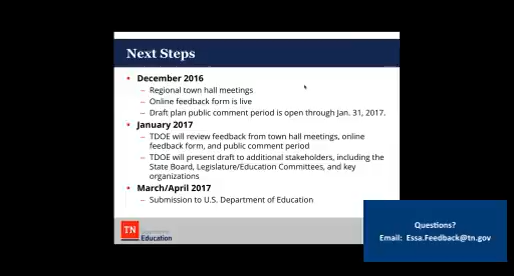 Next Steps
• December 2016
– Regional town hall meetings
– Online feedback form is live
– Draft plan public comment period is open through Jan. 31, 2017.
• January 2017
– TDOE will review feedback from town hall meetings, online
feedback form, and public comment period
– TDOE will present draft to additional stakeholders, including the
State Board, Legislature/Education Committees, and key
organizations
• March/April 2017
– Submission to U.S. Department of Education
TN
Education
Questions?
Email: Essa.Feedback@tn.gov